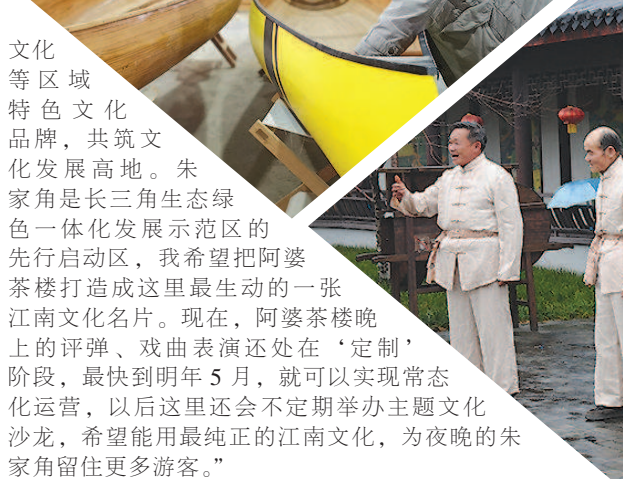 文化
等区域
特色文化
品牌，共筑文
化发展高地。朱
家角是长三角生态绿
色一体化发展示范区的
先行启动区，我希望把阿婆
茶楼打造成这里最生动的一张
江南文化名片。现在，阿婆茶楼晚
上的评弹、戏曲表演还处在‘定制’
阶段，最快到明年 5 月，就可以实现常态
化运营，以后这里还会不定期举办主题文化
沙龙，希望能用最纯正的江南文化，为夜晚的朱
家角留住更多游客。”